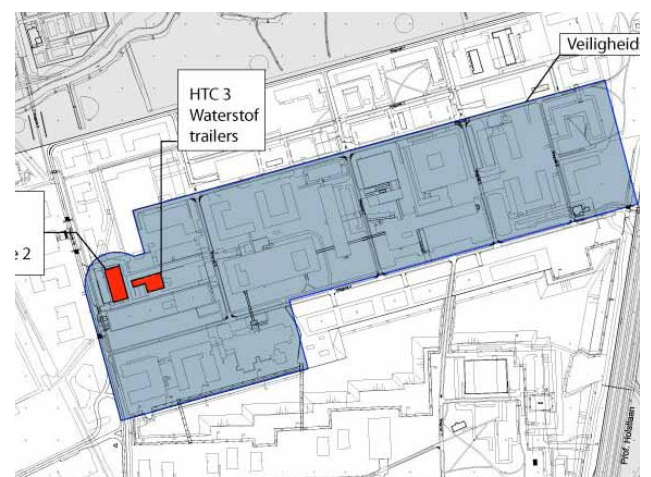 Veiligheid
HTC 3
Waterstof
trailers
e 2
Prof. Holstlaan